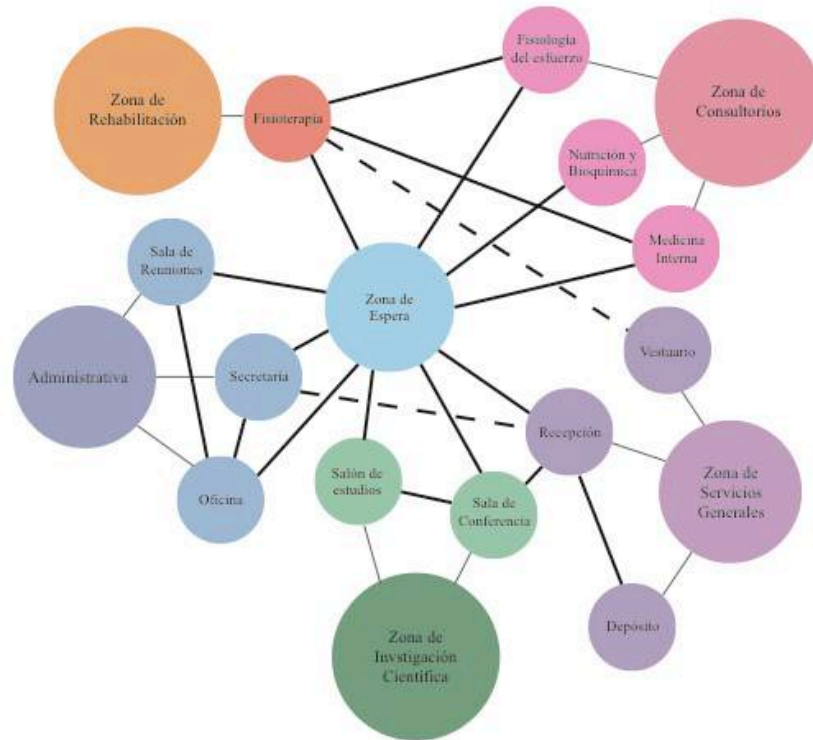 Zona de
Rehabilitación
Fisioterapia
Fisiología
del esfuerzo
Zona de
Consultorios
Nutrición y
Bioquímica
Medicina
Interna
Sala de
Reuniones
Zona de
Espera
Vestuario
Administrativa
Secretaría
Recepción
Oficina
Salón de
estudios
Sala de
Conferencia
Zona de
Servicios
Generales
Depósito
Zona de
Invstigación
Científica